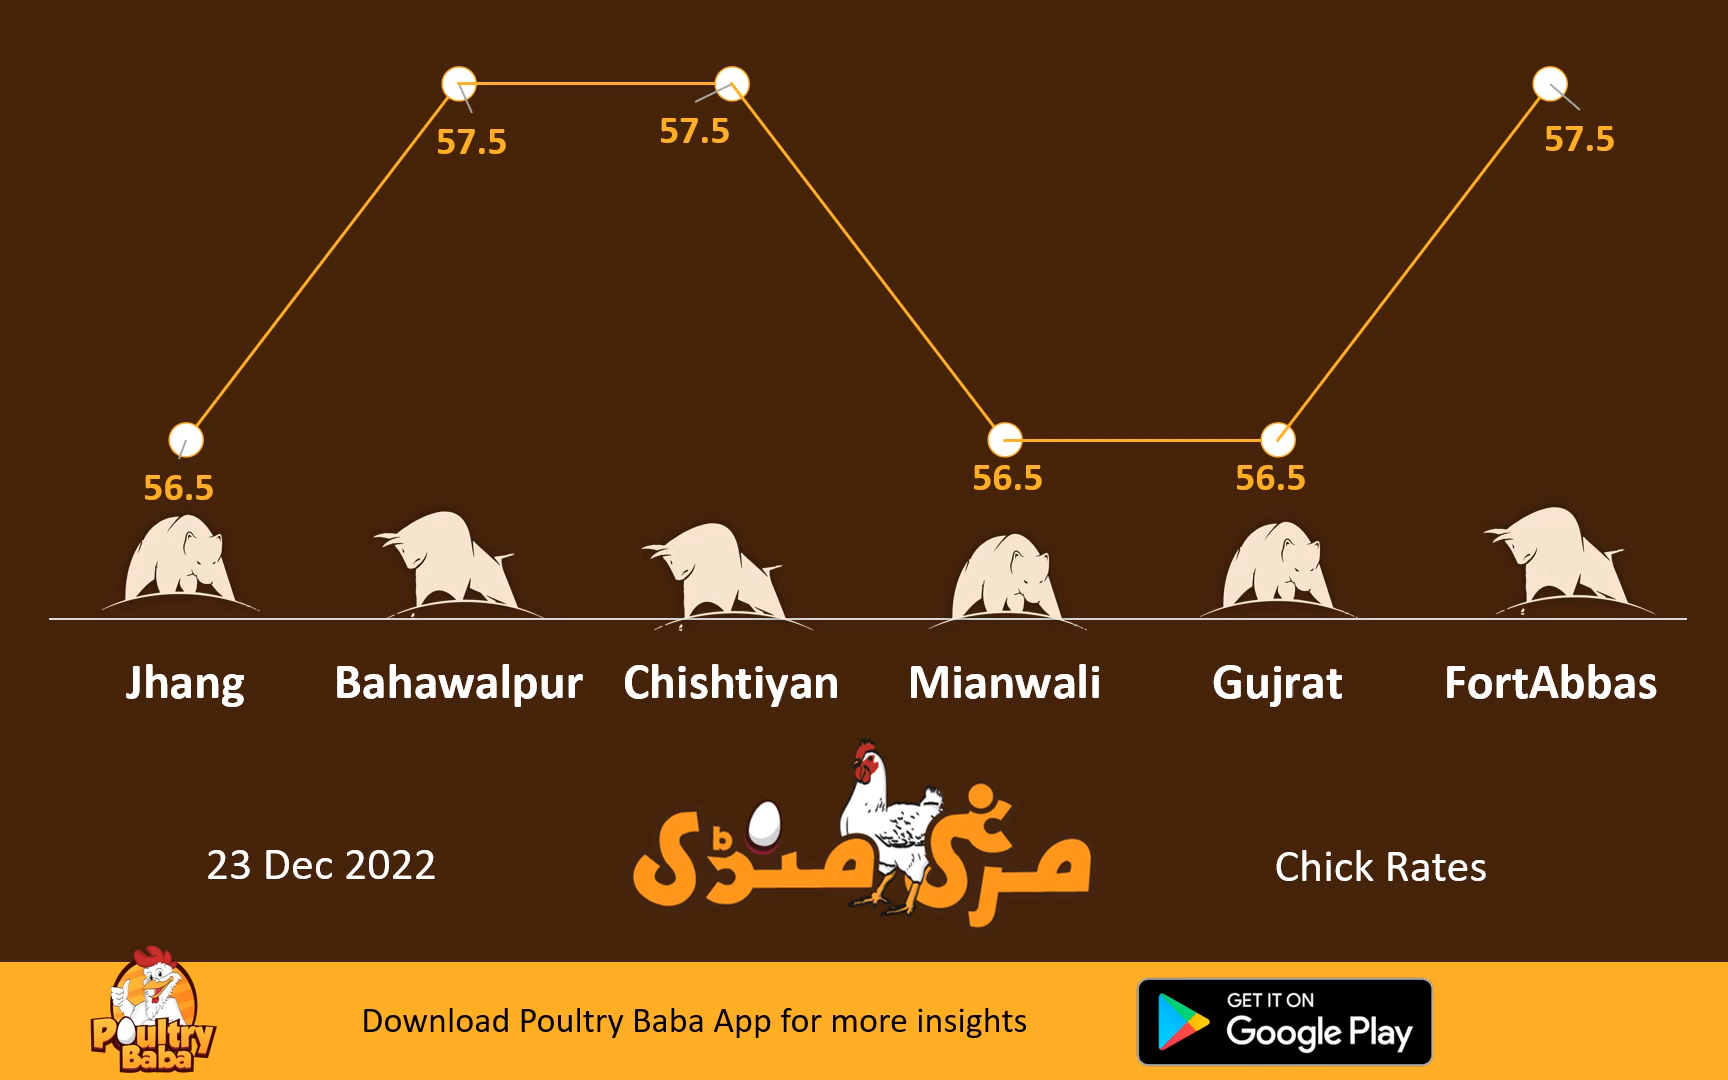 57.5
57.5
57.5
56.5
56.5
56.5
Jhang
Bahawalpur
Chishtiyan
Mianwali
Gujrat
FortAbbas
مرغی منڈی
23 Dec 2022
Chick Rates
Poultry
Baba
Download Poultry Baba App for more insights
GET IT ON
Google Play